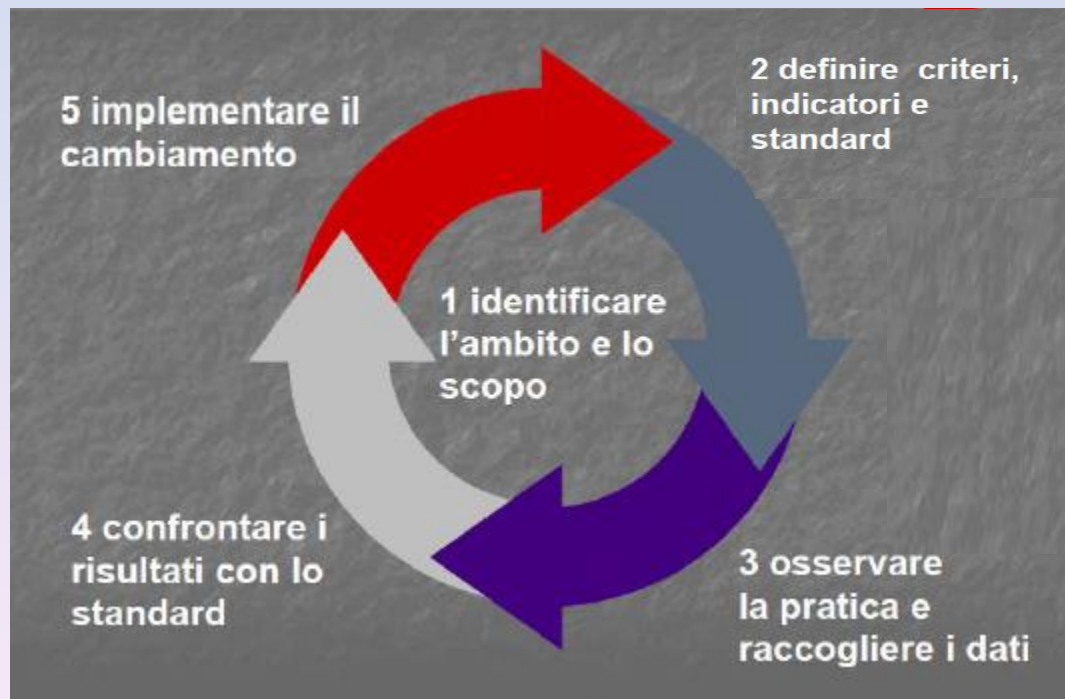 1 identificare
l'ambito e lo
scopo
2 definire criteri,
indicatori e
standard
3 osservare
la pratica e
raccogliere i dati
4 confrontare i
risultati con lo
standard
5 implementare il
cambiamento